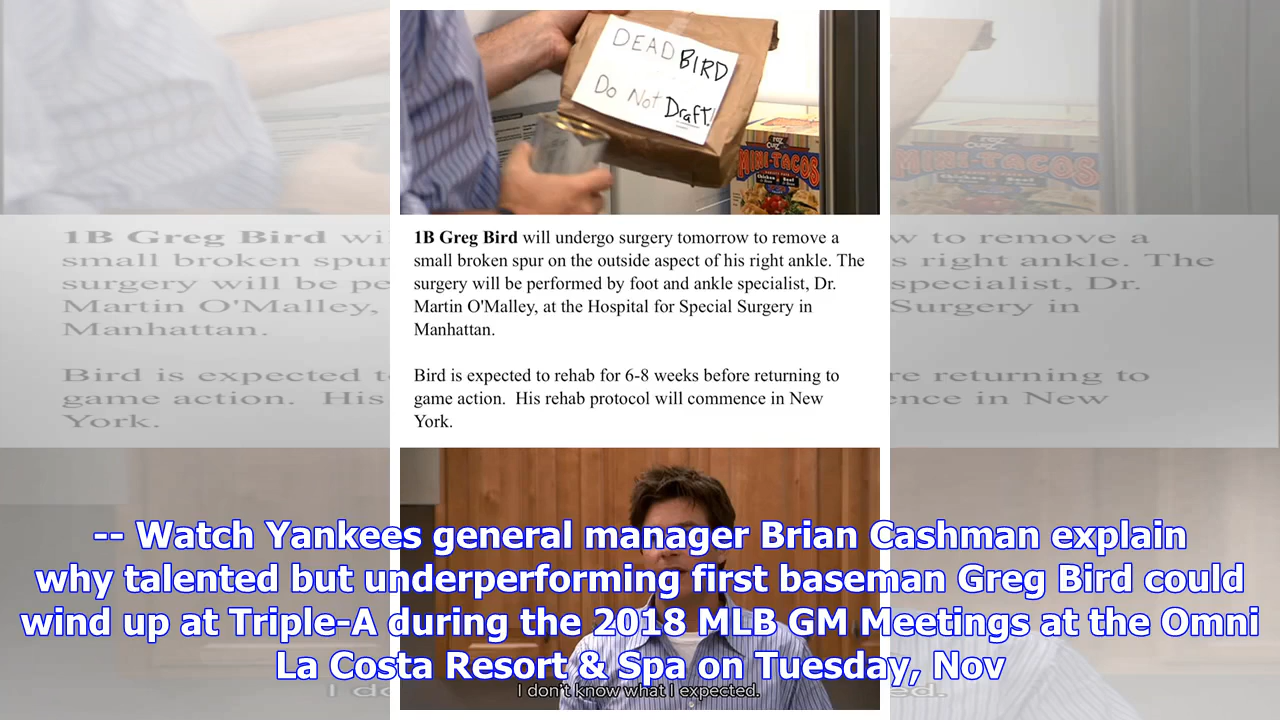 DEAD BIRD
Do Not Draft!
MINI-TACOS
1B Greg Bird will undergo surgery tomorrow to remove a
small broken spur on the outside aspect of his right ankle. The
surgery will be performed by foot and ankle specialist, Dr.
Martin O'Malley, at the Hospital for Special Surgery in
Manhattan.
Bird is expected to rehab for 6-8 weeks before returning to
game action. His rehab protocol will commence in New
York.
-- Watch Yankees general manager Brian Cashman explain
why talented but underperforming first baseman Greg Bird could
wind up at Triple-A during the 2018 MLB GM Meetings at the Omni
La Costa Resort & Spa on Tuesday, Nov
I don't know what I expected.